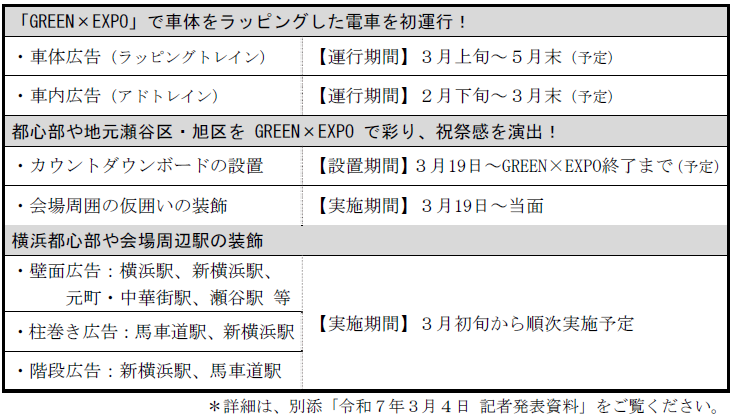 「GREEN×EXPO」で車体をラッピングした電車を初運行！
・車体広告（ラッピングトレイン）
【運行期間】３月上旬～５月末（予定）
・車内広告（アドトレイン）
【運行期間】２月下旬～３月末（予定）
都心部や地元瀬谷区・旭区を GREEN×EXPO で彩り、祝祭感を演出！
・カウントダウンボードの設置
【設置期間】３月19日～GREEN×EXPO終了まで(予定)
・会場周囲の仮囲いの装飾
【実施期間】３月19日～当面
横浜都心部や会場周辺駅の装飾
・壁面広告：横浜駅、新横浜駅、
元町・中華街駅、瀬谷駅 等
・柱巻き広告：馬車道駅、新横浜駅
・階段広告：新横浜駅、馬車道駅
【実施期間】３月初旬から順次実施予定
＊詳細は、別添「令和７年３月４日 記者発表資料」をご覧ください。